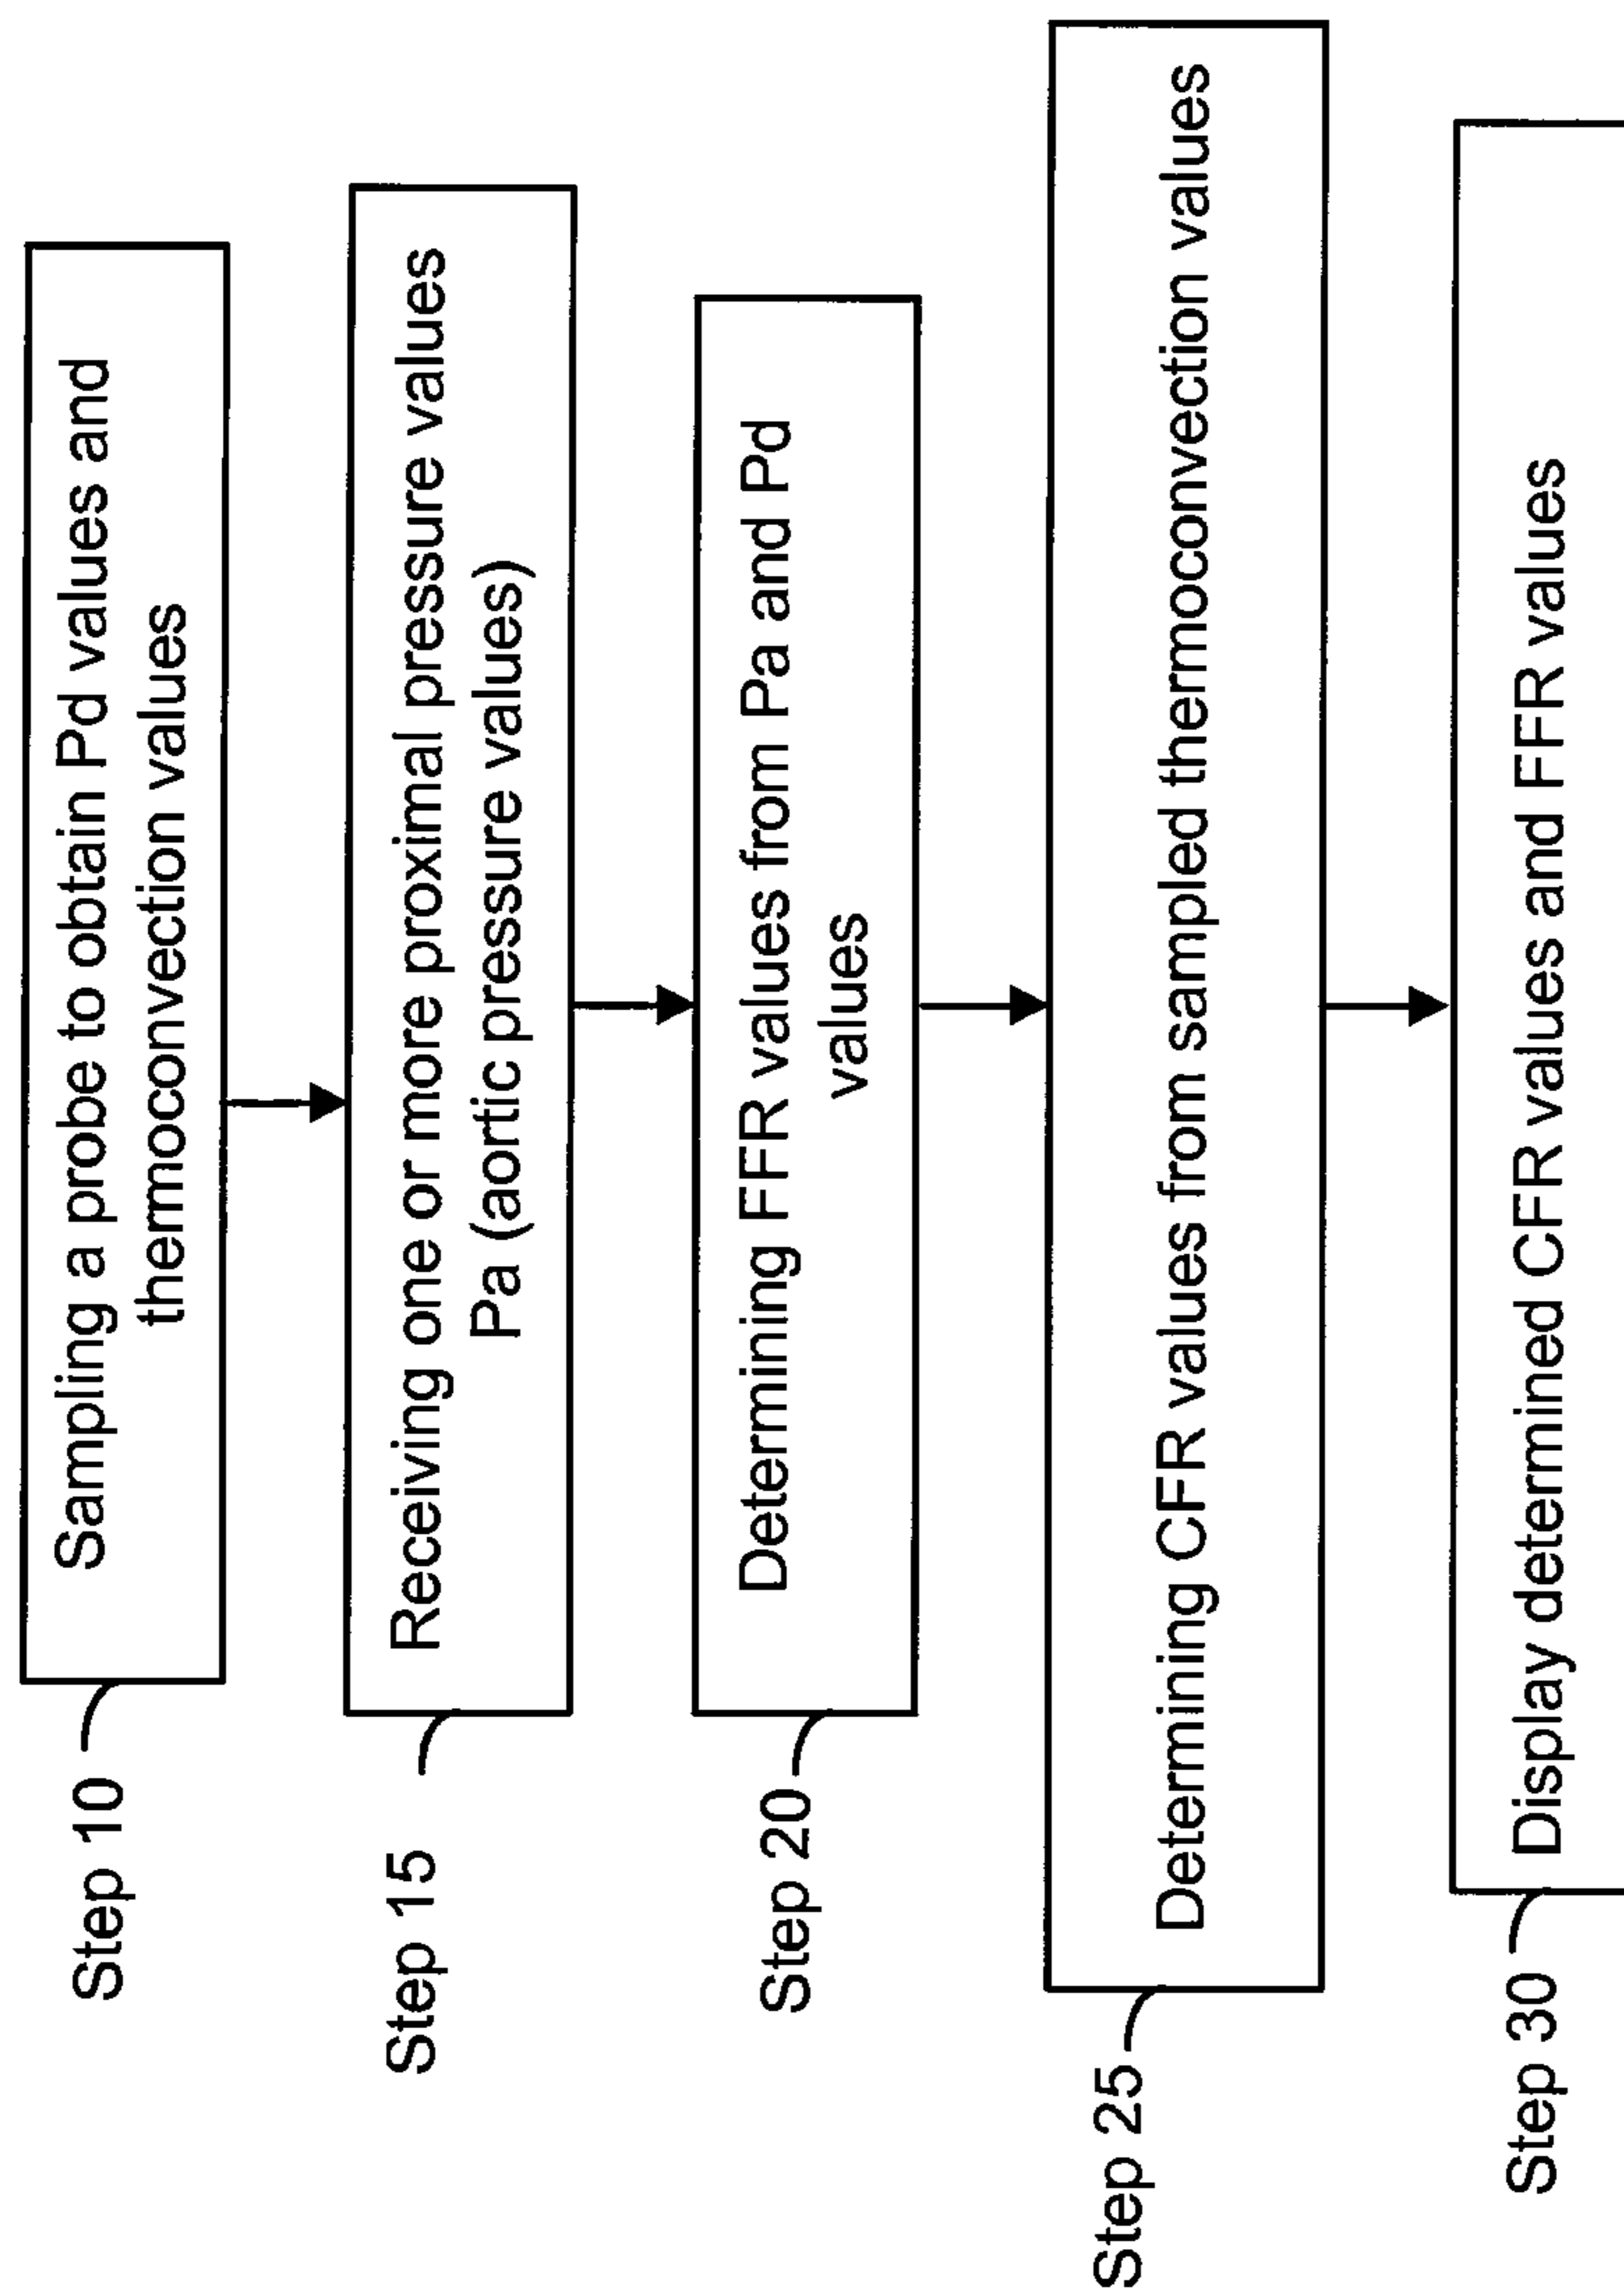 Step 10
Sampling a probe to obtain Pd values and
thermoconvection values
Step 15
Receiving one or more proximal pressure values
Pa (aortic pressure values)
Step 20
Determining FFR values from Pa and Pd
values
Step 25
Determining CFR values from sampled thermoconvection values
Step 30
Display determined CFR values and FFR values